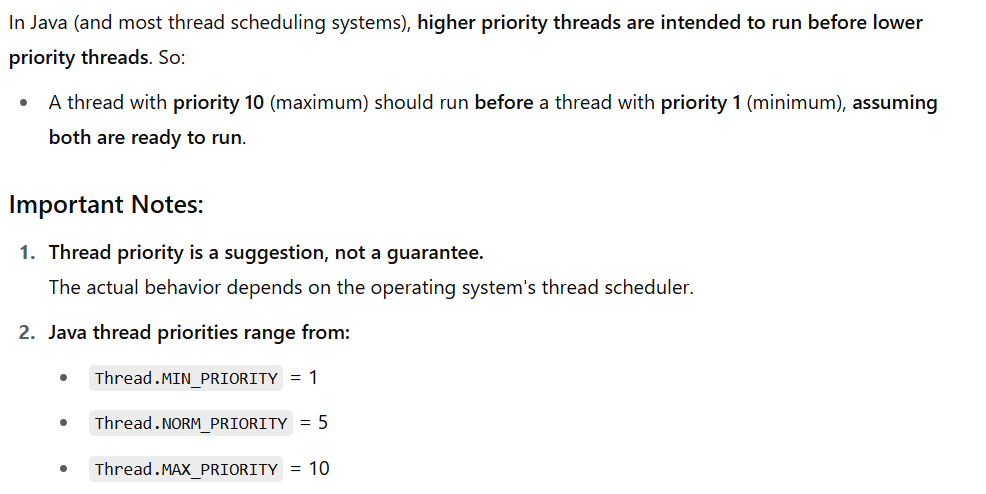 In Java (and most thread scheduling systems), higher priority threads are intended to run before lower
priority threads. So:
• A thread with priority 10 (maximum) should run before a thread with priority 1 (minimum), assuming
both are ready to run.
Important Notes:
1. Thread priority is a suggestion, not a guarantee.
The actual behavior depends on the operating system's thread scheduler.
2. Java thread priorities range from:
• Thread.MIN_PRIORITY = 1
• Thread.NORM_PRIORITY = 5
• Thread.MAX_PRIORITY = 10